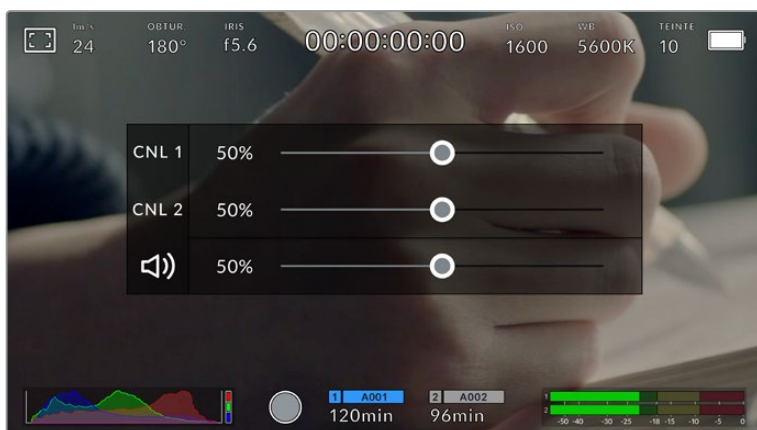 Im/s OBTUR. IRIS ISO WB TEINTE
24 180° f5.6 00:00:00:00 1600 5600K 10
CNL 1 50%
CNL 2 50%
50%
1 A001 2 A002
120min 96min
1
2
-50 -40 -30 -25 -18 -15 -10 -5 0